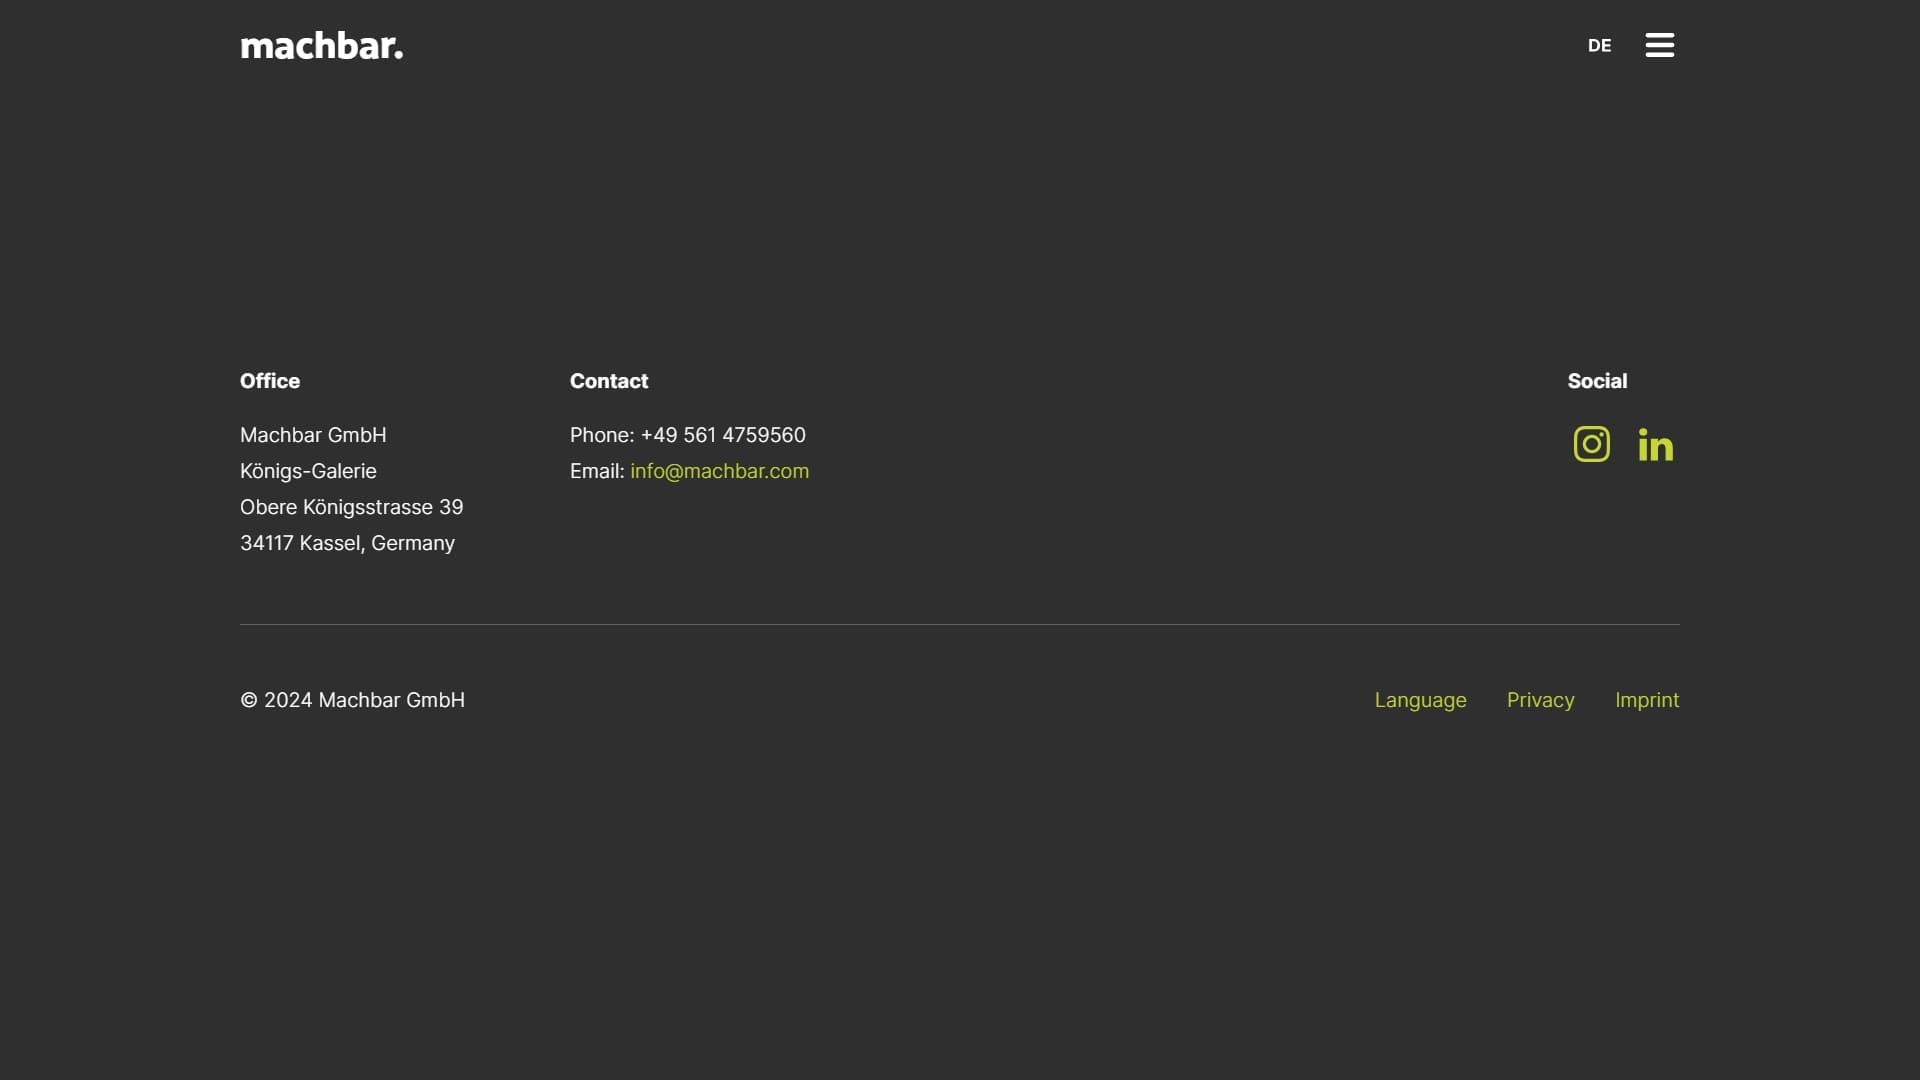 machbar.
DE
Office
Machbar GmbH
Königs-Galerie
Obere Königsstrasse 39
34117 Kassel, Germany
Contact
Phone: +49 561 4759560
Email: info@machbar.com
Social
© 2024 Machbar GmbH
Language
Privacy
Imprint